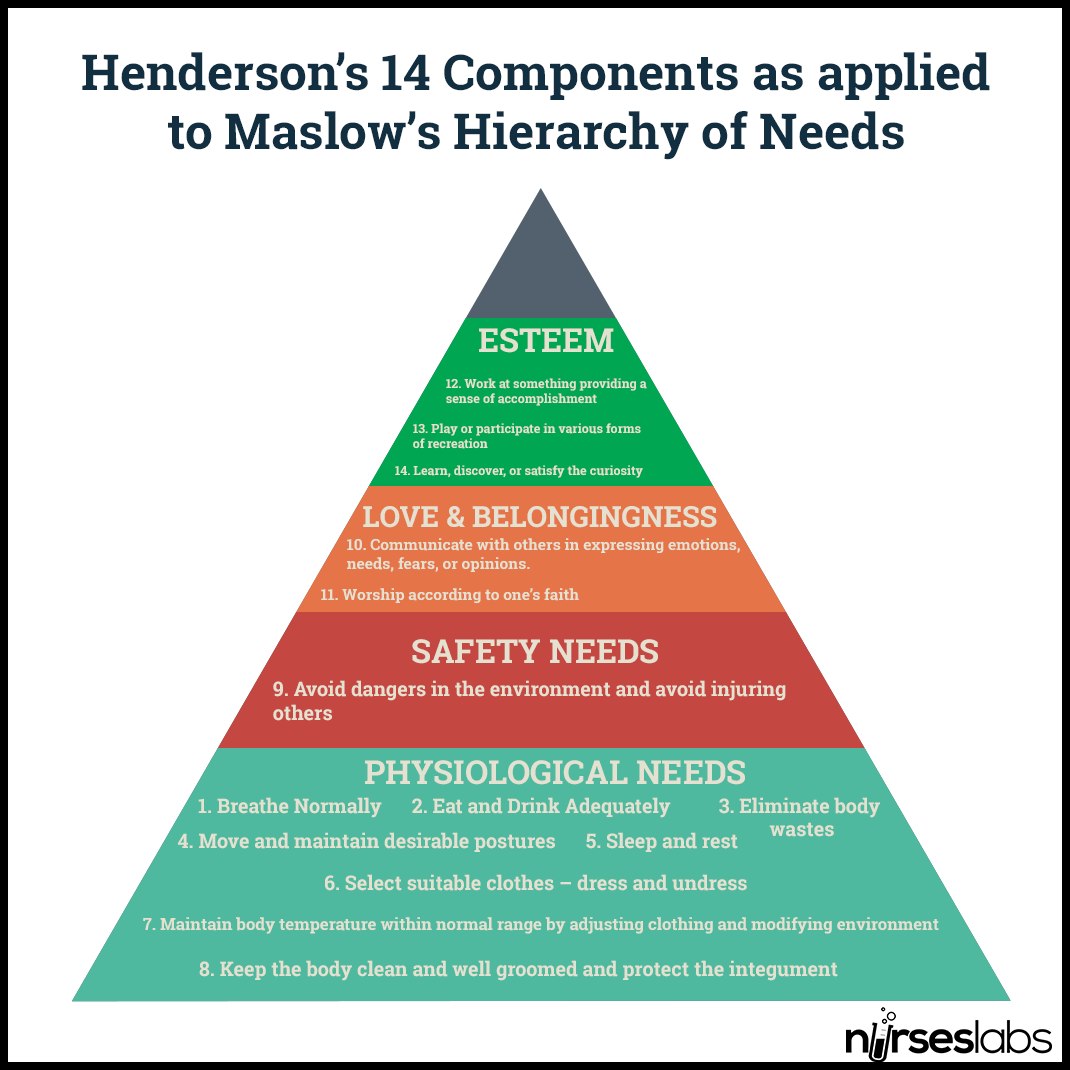 Henderson’s 14 Components as applied
to Maslow’s Hierarchy of Needs
ESTEEM
12. Work at something providing a
sense of accomplishment
13. Play or participate in various forms
of recreation
14. Learn, discover, or satisfy the curiosity
LOVE & BELONGINGNESS
10. Communicate with others in expressing emotions,
needs, fears, or opinions.
11. Worship according to one’s faith
SAFETY NEEDS
9. Avoid dangers in the environment and avoid injuring
others
PHYSIOLOGICAL NEEDS
1. Breathe Normally 2. Eat and Drink Adequately 3. Eliminate body
wastes
4. Move and maintain desirable postures 5. Sleep and rest
6. Select suitable clothes – dress and undress
7. Maintain body temperature within normal range by adjusting clothing and modifying environment
8. Keep the body clean and well groomed and protect the integument
nurseslabs